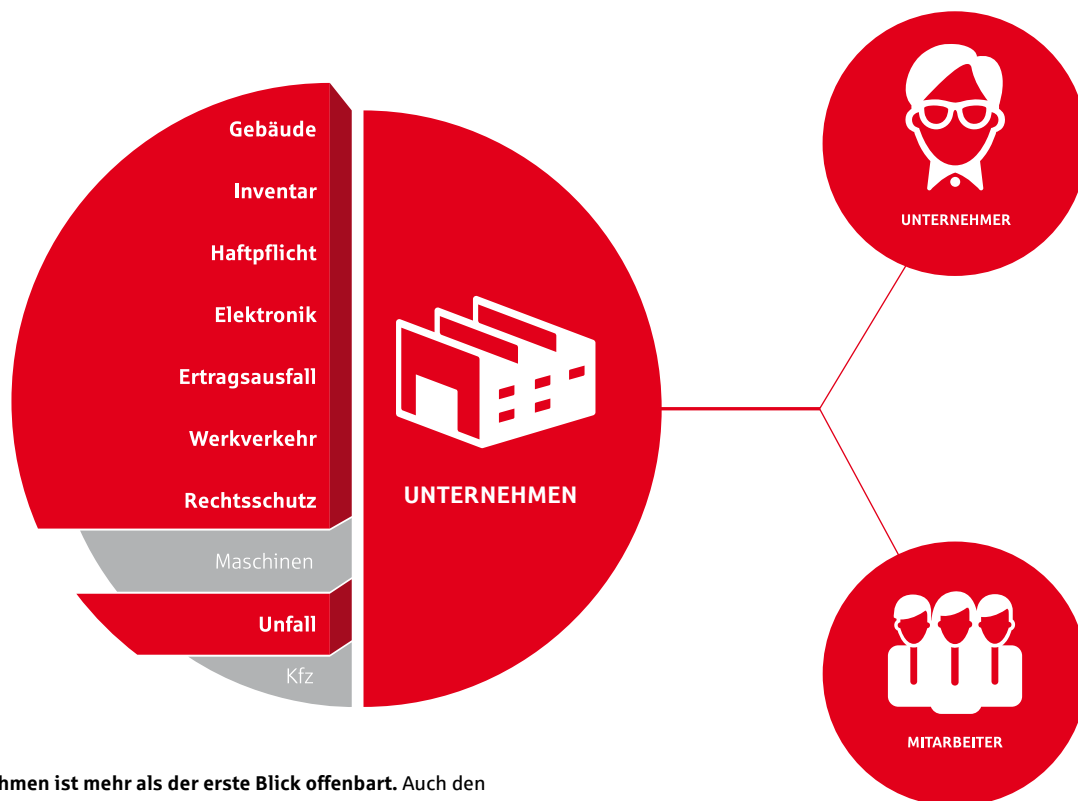 Gebäude
Inventar
Haftpflicht
Elektronik
Ertragsausfall
Werkverkehr
Rechtsschutz
Maschinen
Unfall
Kfz
UNTERNEHMEN
UNTERNEHMER
MITARBEITER
hmen ist mehr als der erste Blick offenbart. Auch den